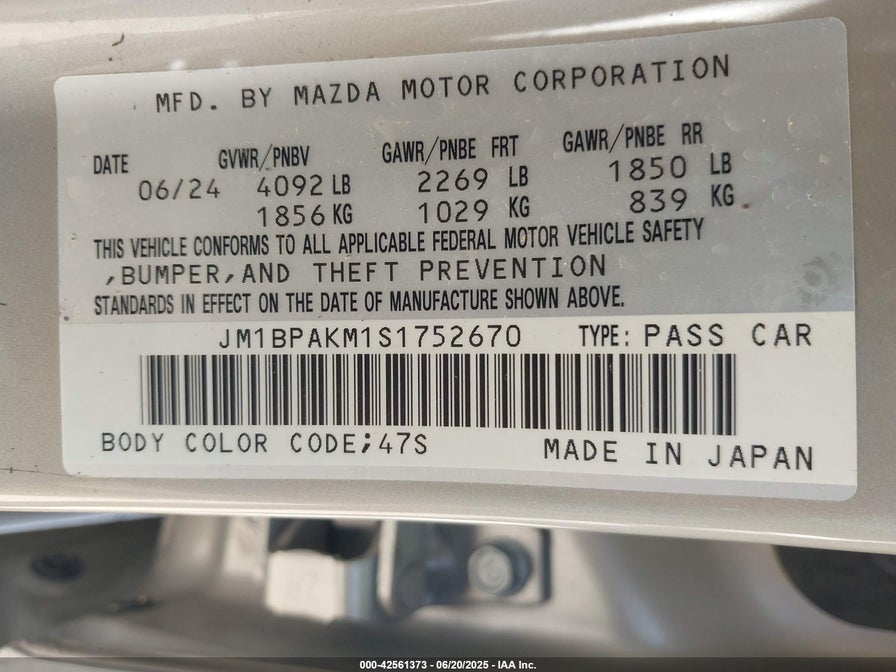 MFD. BY MAZDA MOTOR CORPORATION
DATE GVWR/PNBV GAWR/PNBE FRT GAWR/PNBE RR
06/24 4092 LB 2269 LB 1850 LB
1856 KG 1029 KG 839 KG
THIS VEHICLE CONFORMS TO ALL APPLICABLE FEDERAL MOTOR VEHICLE SAFETY
,BUMPER,AND THEFT PREVENTION
STANDARDS IN EFFECT ON THE DATE OF MANUFACTURE SHOWN ABOVE.
JM1BPAKM1S1752670 TYPE: PASS CAR
BODY COLOR CODE;47S MADE IN JAPAN
000-42561373 / 06/20/2025 - IAA Inc.